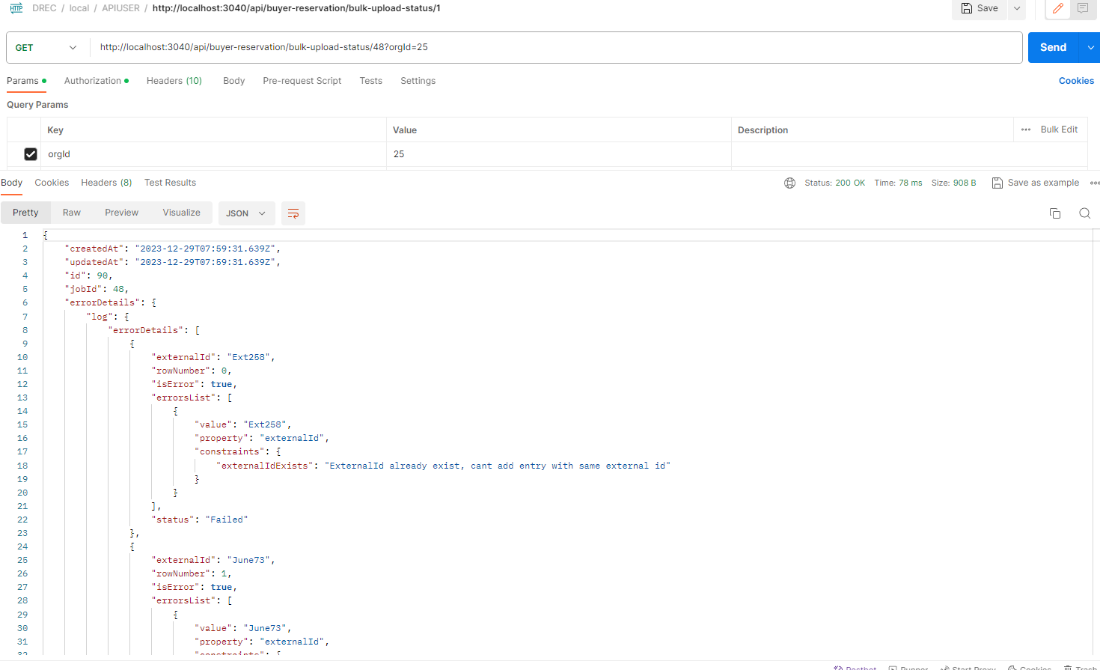 HTTP DREC / local / APIUSER / http://localhost:3040/api/buyer-reservation/bulk-upload-status/1 Save
GET http://localhost:3040/api/buyer-reservation/bulk-upload-status/48?orgId=25 Send
Params Authorization Headers (10) Body Pre-request Script Tests Settings Cookies
Query Params
Key Value Description ••• Bulk Edit
orgId 25
Body Cookies Headers (8) Test Results Status: 200 OK Time: 78 ms Size: 908 B Save as example •••
Pretty Raw Preview Visualize JSON
1 {
2 "createdAt": "2023-12-29T07:59:31.639Z",
3 "updatedAt": "2023-12-29T07:59:31.639Z",
4 "id": 90,
5 "jobId": 48,
6 "errorDetails": {
7 "log": {
8 "errorDetails": [
9 {
10 "externalId": "Ext258",
11 "rowNumber": 0,
12 "isError": true,
13 "errorsList": [
14 {
15 "value": "Ext258",
16 "property": "externalId",
17 "constraints": {
18 "externalIdExists": "ExternalId already exist, cant add entry with same external id"
19 }
20 }
21 ],
22 "status": "Failed"
23 },
24 {
25 "externalId": "June73",
26 "rowNumber": 1,
27 "isError": true,
28 "errorsList": [
29 {
30 "value": "June73",
31 "property": "externalId",
32 "constraints": {
Postbot Runner Start Proxy Cookies Trash